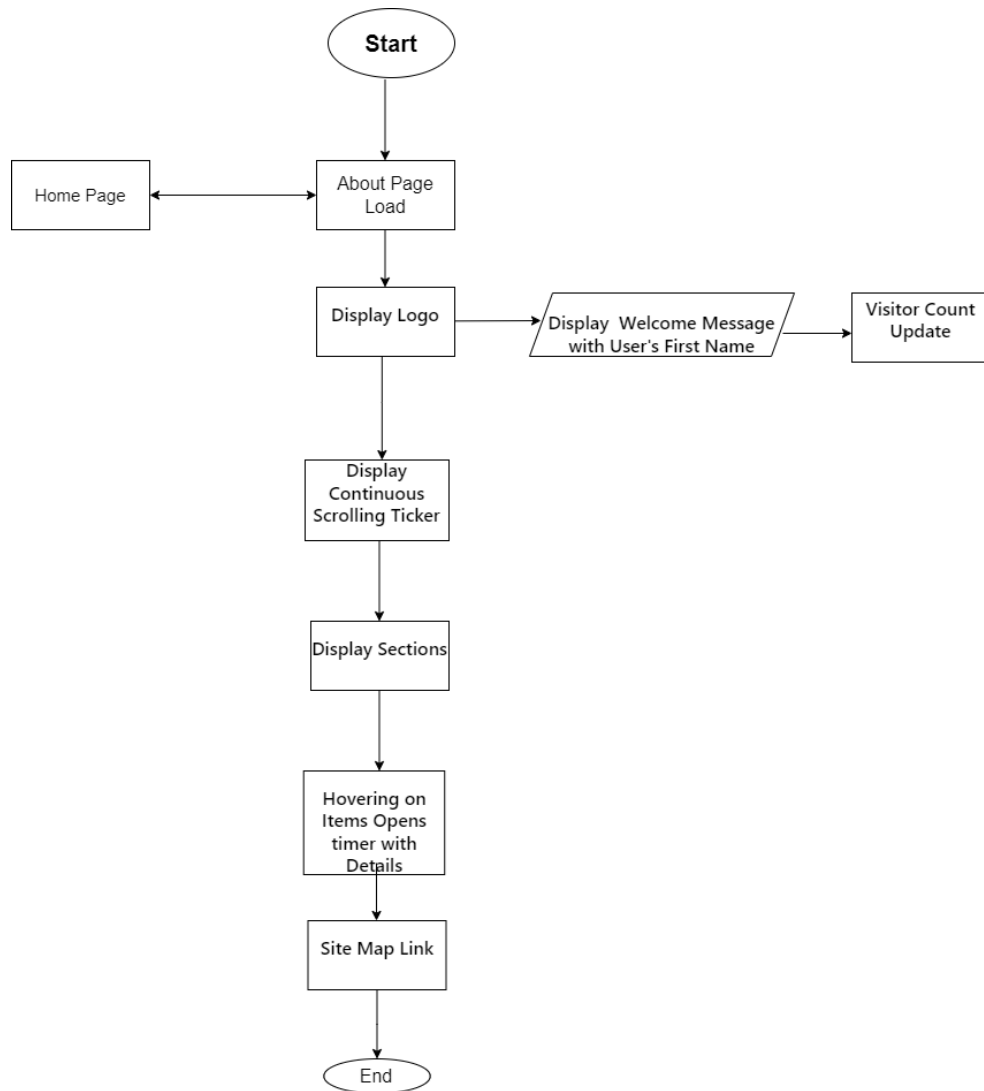 Start
Home Page
About Page
Load
Display Logo
Display Welcome Message
with User's First Name
Visitor Count
Update
Display
Continuous
Scrolling Ticker
Display Sections
Hovering on
Items Opens
timer with
Details
Site Map Link
End